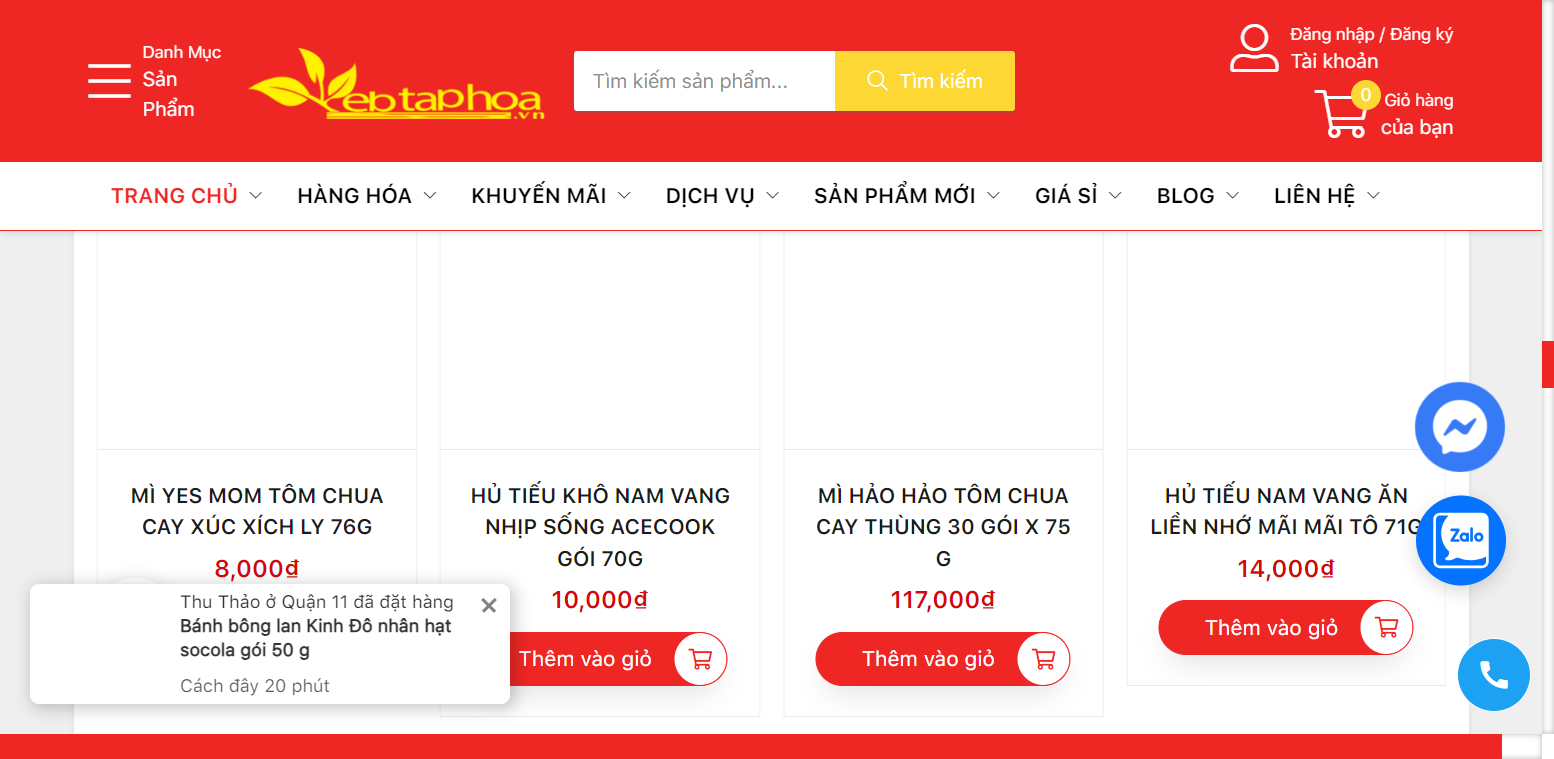 Danh Mục
Sản
Phẩm
ebtaphoa
.vn
Tìm kiếm sản phẩm...
Tìm kiếm
Đăng nhập / Đăng ký
Tài khoản
0
Giỏ hàng
của bạn
TRANG CHỦ
HÀNG HÓA
KHUYẾN MÃI
DỊCH VỤ
SẢN PHẨM MỚI
GIÁ SỈ
BLOG
LIÊN HỆ
MÌ YES MOM TÔM CHUA
CAY XÚC XÍCH LY 76G
8,000₫
HỦ TIẾU KHÔ NAM VANG
NHỊP SỐNG ACECOOK
GÓI 70G
10,000₫
Thêm vào giỏ
MÌ HẢO HẢO TÔM CHUA
CAY THÙNG 30 GÓI X 75
G
117,000₫
Thêm vào giỏ
HỦ TIẾU NAM VANG ĂN
LIỀN NHỚ MÃI MÃI TÔ 71G
14,000₫
Thêm vào giỏ
Zalo
Thu Thảo ở Quận 11 đã đặt hàng
Bánh bông lan Kinh Đô nhân hạt
socola gói 50 g
Cách đây 20 phút